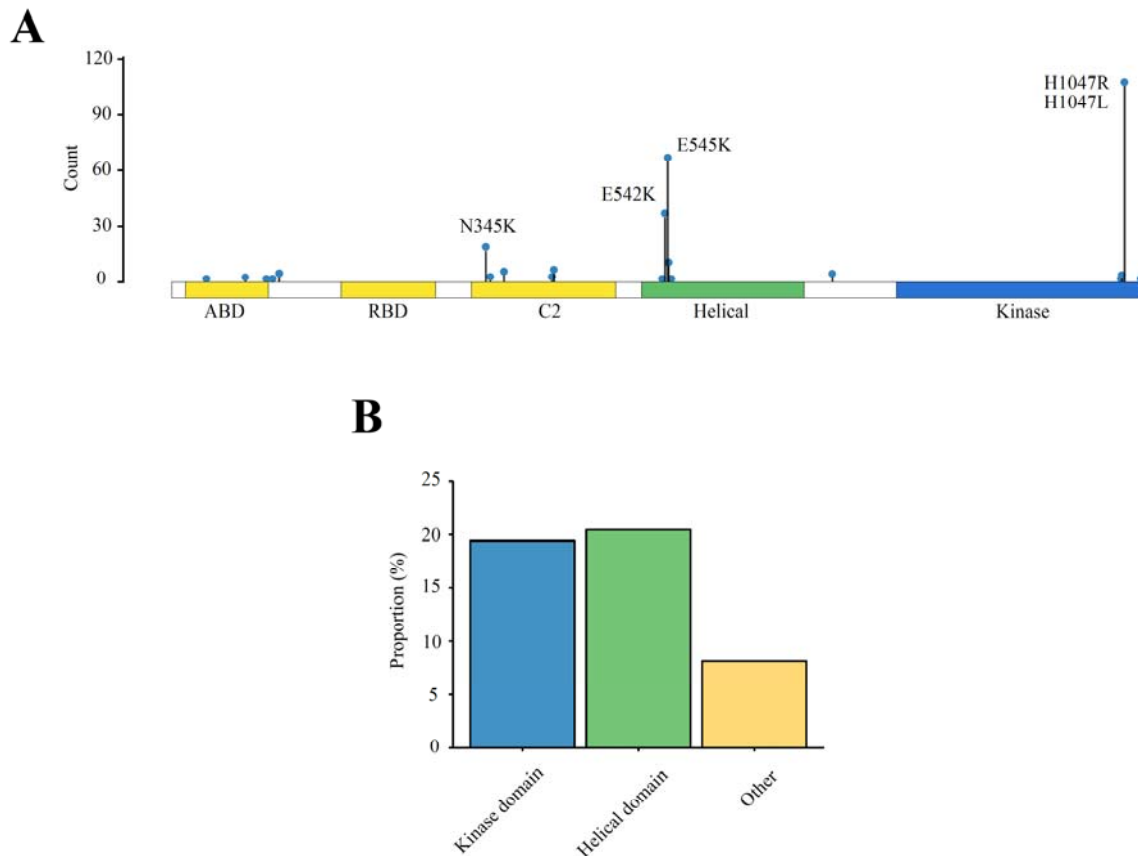 A
120
90
60
30
0
Count
N345K
E542K
E545K
H1047R
H1047L
ABD
RBD
C2
Helical
Kinase
B
25
20
15
10
5
0
Proportion (%)
Kinase domain
Helical domain
Other